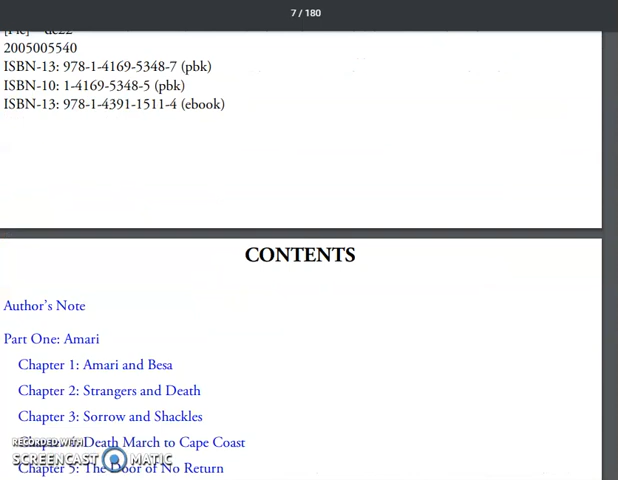 7 / 180
2005005540
ISBN-13: 978-1-4169-5348-7 (pbk)
ISBN-10: 1-4169-5348-5 (pbk)
ISBN-13: 978-1-4391-1511-4 (ebook)
CONTENTS
Author's Note
Part One: Amari
Chapter 1: Amari and Besa
Chapter 2: Strangers and Death
Chapter 3: Sorrow and Shackles
Death March to Cape Coast
RECORDED WITH
SCREENCAST MATIC
Chapter 5: The Door of No Return